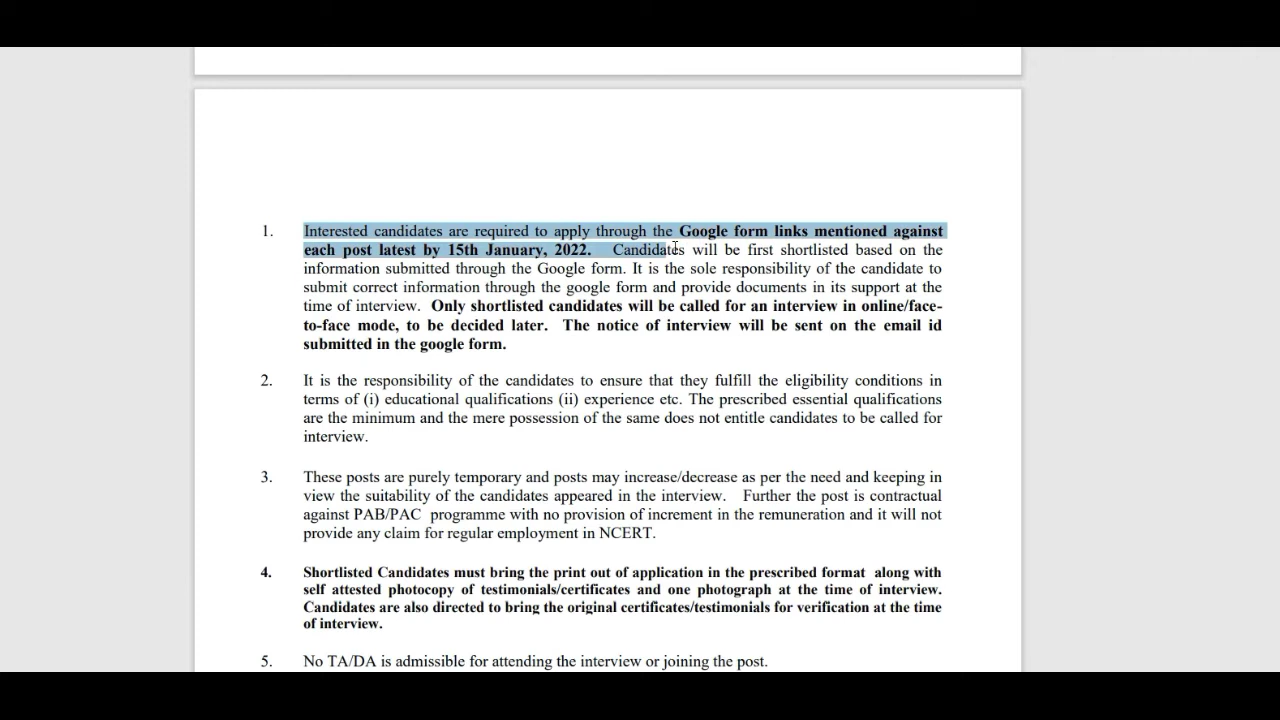 1. Interested candidates are required to apply through the Google form links mentioned against
each post latest by 15th January, 2022. Candidates will be first shortlisted based on the
information submitted through the Google form. It is the sole responsibility of the candidate to
submit correct information through the google form and provide documents in its support at the
time of interview. Only shortlisted candidates will be called for an interview in online/face-
to-face mode, to be decided later. The notice of interview will be sent on the email id
submitted in the google form.
2. It is the responsibility of the candidates to ensure that they fulfill the eligibility conditions in
terms of (i) educational qualifications (ii) experience etc. The prescribed essential qualifications
are the minimum and the mere possession of the same does not entitle candidates to be called for
interview.
3. These posts are purely temporary and posts may increase/decrease as per the need and keeping in
view the suitability of the candidates appeared in the interview. Further the post is contractual
against PAB/PAC programme with no provision of increment in the remuneration and it will not
provide any claim for regular employment in NCERT.
4. Shortlisted Candidates must bring the print out of application in the prescribed format along with
self attested photocopy of testimonials/certificates and one photograph at the time of interview.
Candidates are also directed to bring the original certificates/testimonials for verification at the time
of interview.
5. No TA/DA is admissible for attending the interview or joining the post.